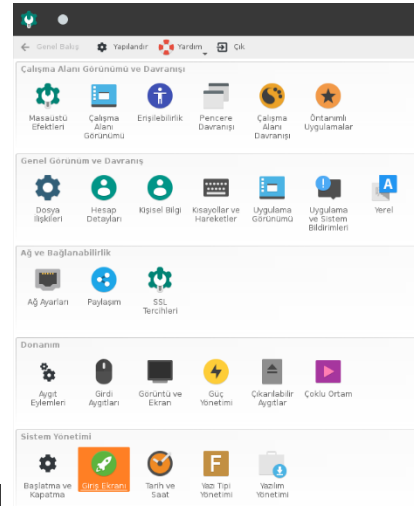 Genel Bakış Yapılandır Yardım Çık
Çalışma Alanı Görünümü ve Davranışı
Masaüstü Efektleri
Çalışma Alanı Görünümü
Erişilebilirlik
Pencere Davranışı
Çalışma Alanı Davranışı
Öntanımlı Uygulamalar
Genel Görünüm ve Davranış
Dosya İlişkileri
Hesap Detayları
Kişisel Bilgi
Kısayollar ve Hareketler
Uygulama Görünümü
Uygulama ve Sistem Bildirimleri
Yerel
Ağ ve Bağlanabilirlik
Ağ Ayarları
Paylaşım
SSL Tercihleri
Donanım
Aygıt Eylemleri
Girdi Aygıtları
Görüntü ve Ekran
Güç Yönetimi
Çıkarılabilir Aygıtlar
Çoklu Ortam
Sistem Yönetimi
Başlatma ve Kapatma
Giriş Ekranı
Tarih ve Saat
Yazı Tipi Yönetimi
Yazılım Yönetimi